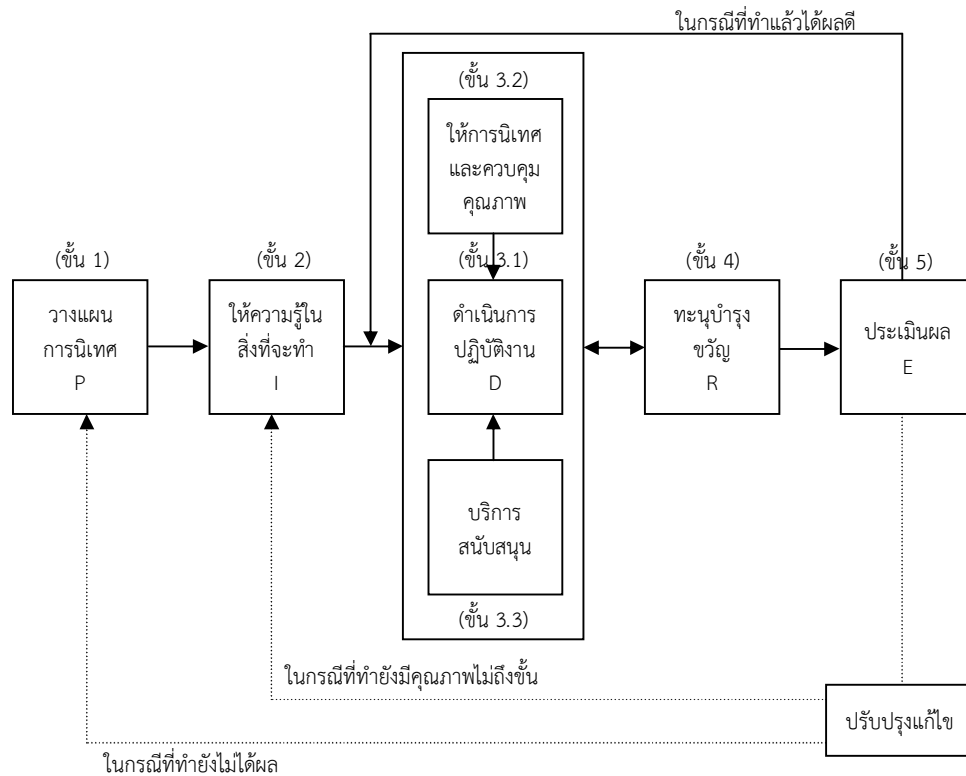 ในกรณีที่ทำแล้วได้ผลดี
(ขั้น 3.2)
ให้การนิเทศ
และควบคุม
คุณภาพ
(ขั้น 1)
วางแผน
การนิเทศ
P
(ขั้น 2)
ให้ความรู้ใน
สิ่งที่จะทำ
I
(ขั้น 3.1)
ดำเนินการ
ปฏิบัติงาน
D
(ขั้น 4)
ทะนุบำรุง
ขวัญ
R
(ขั้น 5)
ประเมินผล
E
บริการ
สนับสนุน
(ขั้น 3.3)
ในกรณีที่ทำยังมีคุณภาพไม่ถึงขั้น
ปรับปรุงแก้ไข
ในกรณีที่ทำยังไม่ได้ผล